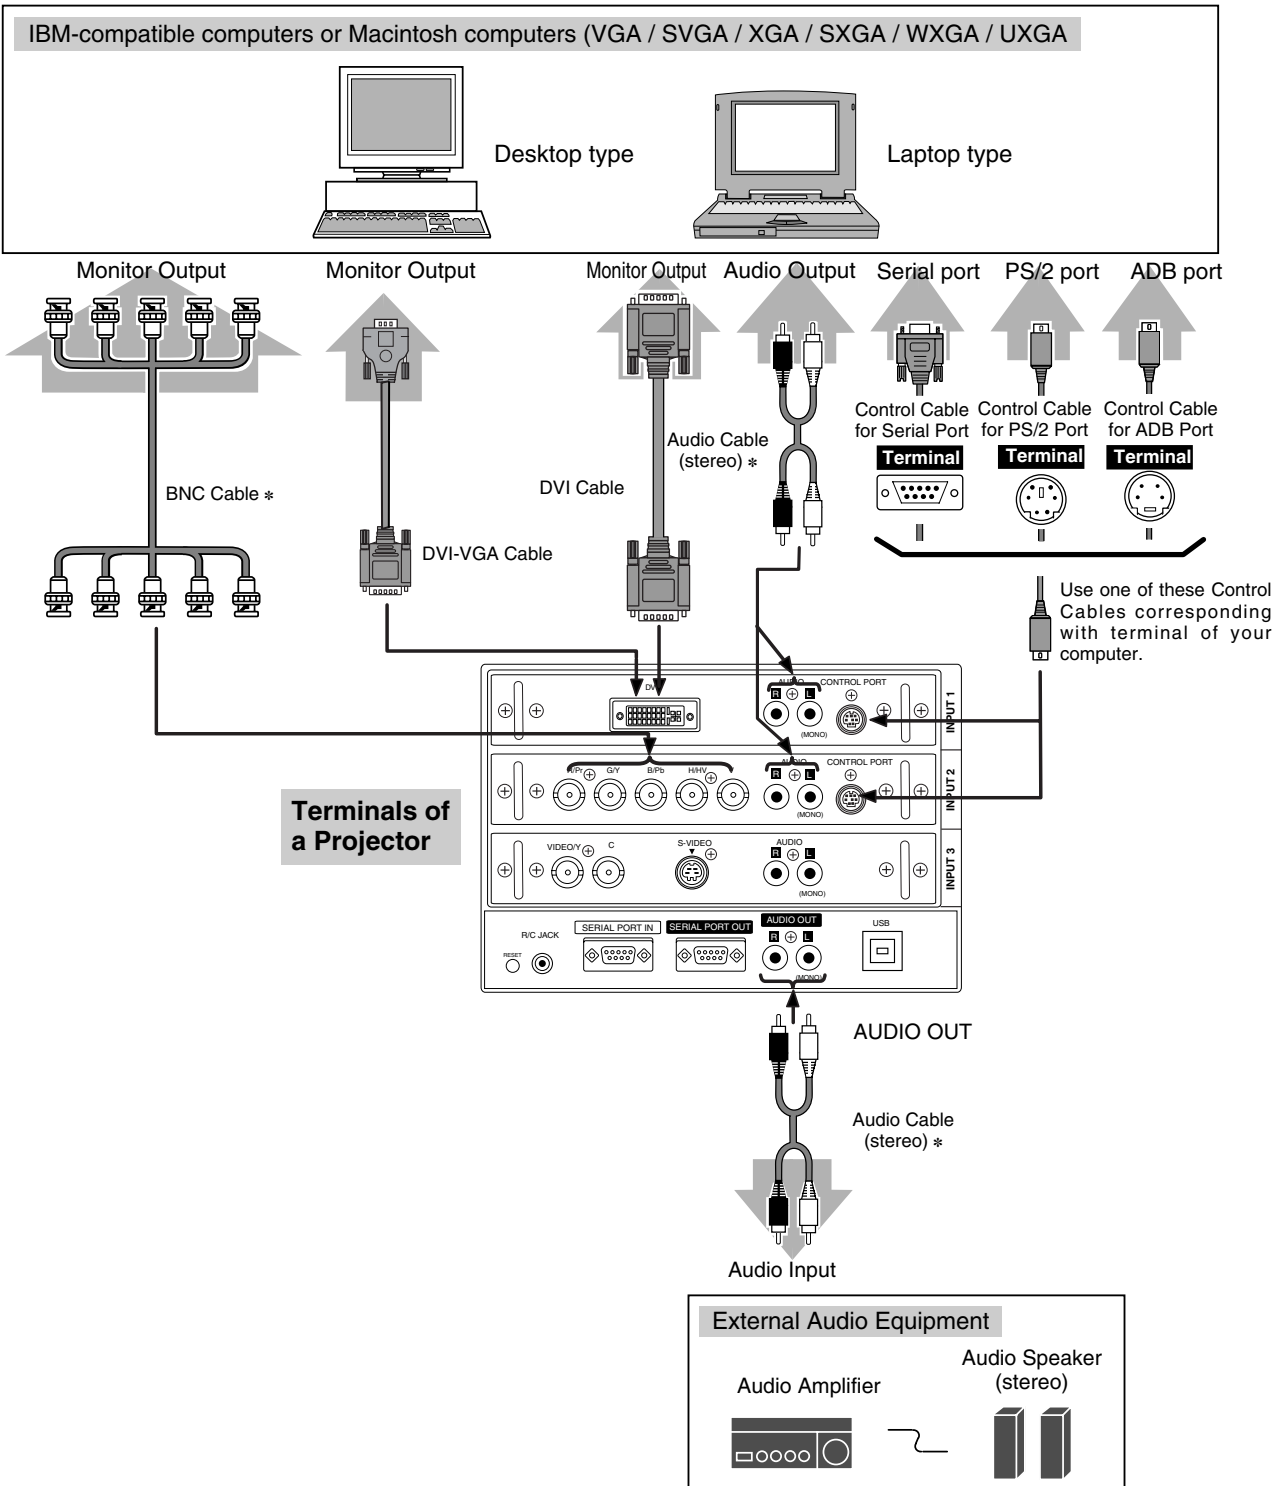 IBM-compatible computers or Macintosh computers (VGA / SVGA / XGA / SXGA / WXGA / UXGA
Desktop type
Laptop type
Monitor Output
Monitor Output
Monitor Output
Audio Output
Serial port
PS/2 port
ADB port
Control Cable
for Serial Port
Control Cable
for PS/2 Port
Control Cable
for ADB Port
Terminal
Terminal
Terminal
Audio Cable
(stereo) *
BNC Cable *
DVI Cable
DVI-VGA Cable
Use one of these Control
Cables corresponding
with terminal of your
computer.
Terminals of
a Projector
AUDIO
CONTROL PORT
R
L
(MONO)
INPUT 1
G/Y
B/Pb
H/HV
AUDIO
CONTROL PORT
R
L
(MONO)
INPUT 2
VIDEO/Y
C
S-VIDEO
AUDIO
R
L
(MONO)
INPUT 3
R/C JACK
RESET
SERIAL PORT IN
SERIAL PORT OUT
AUDIO OUT
R
L
(MONO)
USB
AUDIO OUT
Audio Cable
(stereo) *
Audio Input
External Audio Equipment
Audio Amplifier
Audio Speaker
(stereo)